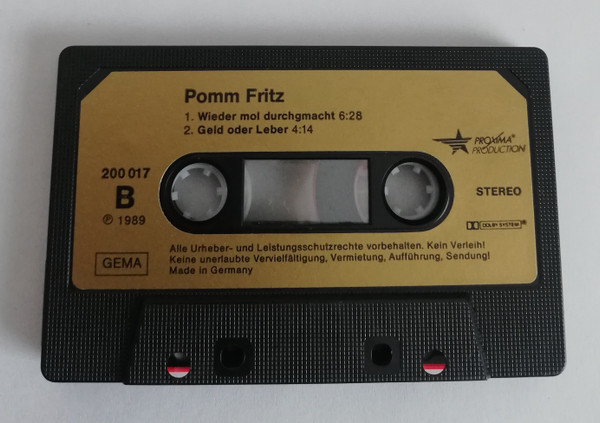 Pomm Fritz
1. Wieder mol durchgmacht 6:28
2. Geld oder Leber 4:14
PROXIMA®
PRODUCTION
200 017
B
℗ 1989
STEREO
DOLBY SYSTEM®
GEMA
Alle Urheber- und Leistungsschutzrechte vorbehalten. Kein Verleih!
Keine unerlaubte Vervielfältigung, Vermietung, Aufführung, Sendung!
Made in Germany